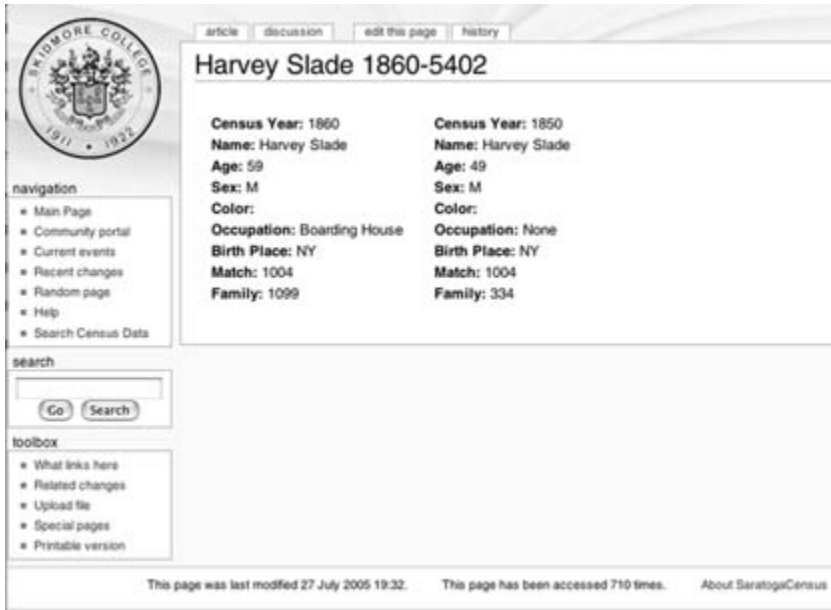 SKIDMORE COLLEGE
1911 • 1922
article discussion edit this page history
Harvey Slade 1860-5402
Census Year: 1860 Census Year: 1850
Name: Harvey Slade Name: Harvey Slade
Age: 59 Age: 49
Sex: M Sex: M
Color: Color:
Occupation: Boarding House Occupation: None
Birth Place: NY Birth Place: NY
Match: 1004 Match: 1004
Family: 1099 Family: 334
navigation
Main Page
Community portal
Current events
Recent changes
Random page
Help
Search Census Data
search
Go Search
toolbox
What links here
Related changes
Upload file
Special pages
Printable version
This page was last modified 27 July 2005 19:32. This page has been accessed 710 times. About SaratogaCensus